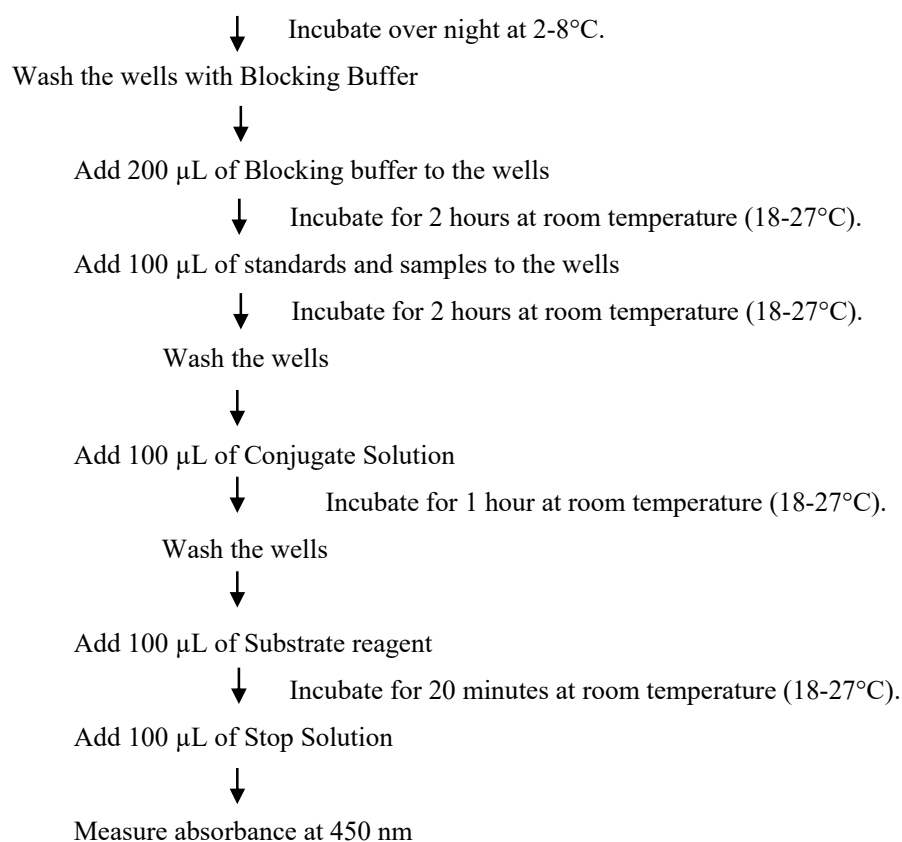 Incubate over night at 2-8°C.
Wash the wells with Blocking Buffer
Add 200 µL of Blocking buffer to the wells
Incubate for 2 hours at room temperature (18-27°C).
Add 100 µL of standards and samples to the wells
Incubate for 2 hours at room temperature (18-27°C).
Wash the wells
Add 100 µL of Conjugate Solution
Incubate for 1 hour at room temperature (18-27°C).
Wash the wells
Add 100 µL of Substrate reagent
Incubate for 20 minutes at room temperature (18-27°C).
Add 100 µL of Stop Solution
Measure absorbance at 450 nm